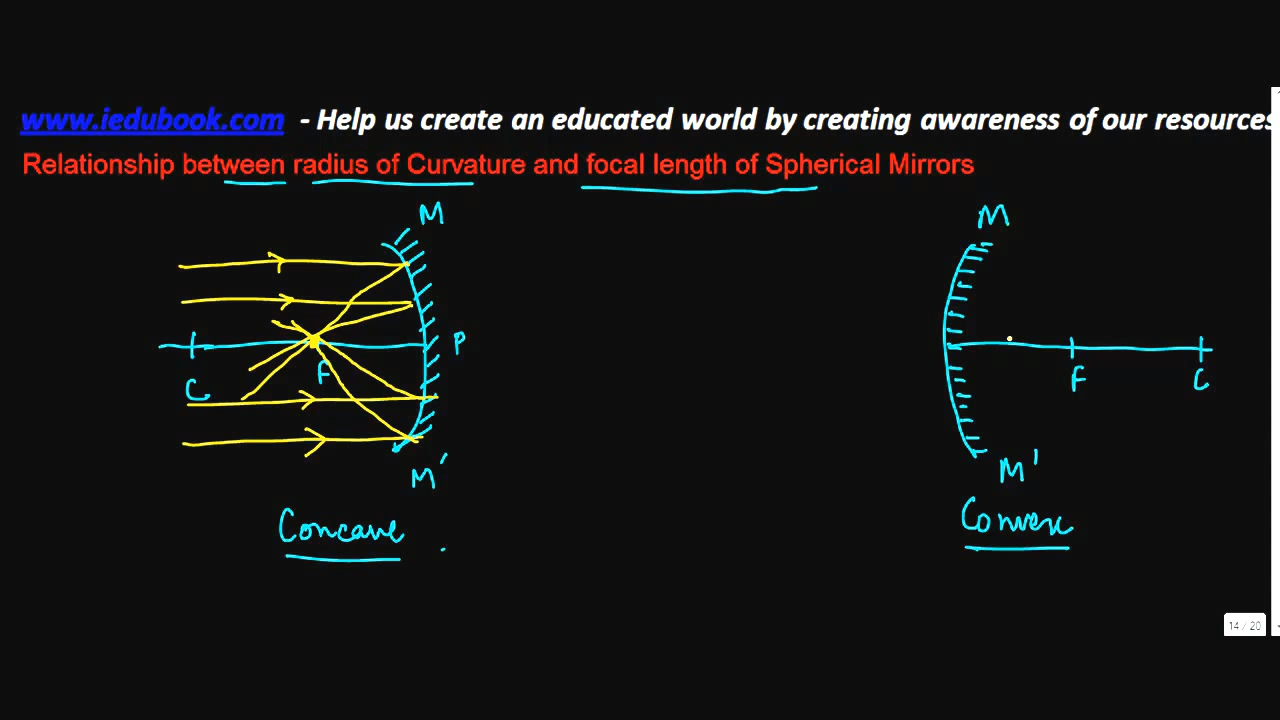 www.iedubook.com - Help us create an educated world by creating awareness of our resources
Relationship between radius of Curvature and focal length of Spherical Mirrors
M
M
P
F
C
F
C
M'
M'
Concave
Convex
14 / 20